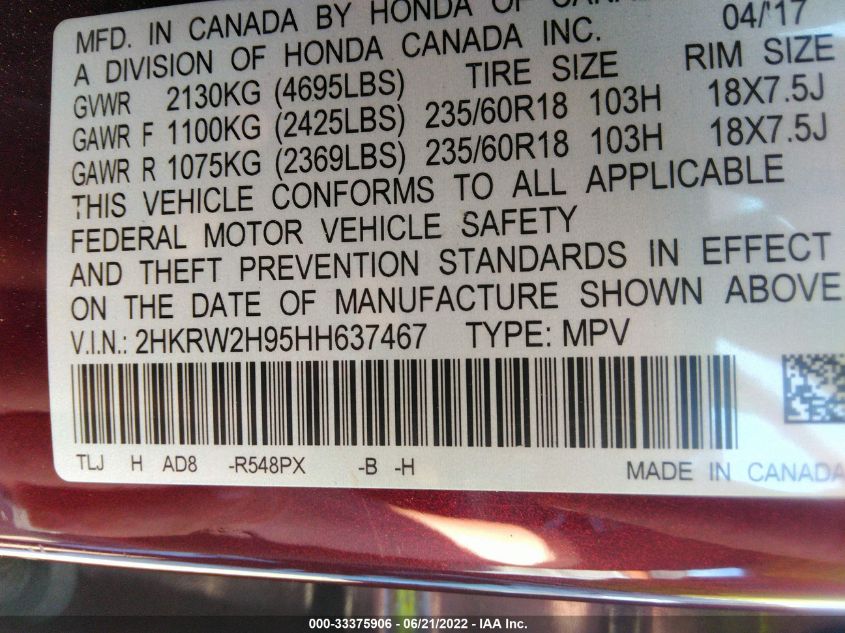 MFD. IN CANADA BY HONDA OF
A DIVISION OF HONDA CANADA INC. 04/'17
GVWR 2130KG (4695LBS) TIRE SIZE RIM SIZE
GAWR F 1100KG (2425LBS) 235/60R18 103H 18X7.5J
GAWR R 1075KG (2369LBS) 235/60R18 103H 18X7.5J
THIS VEHICLE CONFORMS TO ALL APPLICABLE
FEDERAL MOTOR VEHICLE SAFETY
AND THEFT PREVENTION STANDARDS IN EFFECT
ON THE DATE OF MANUFACTURE SHOWN ABOVE.
V.I.N.: 2HKRW2H95HH637467 TYPE: MPV
TLJ H AD8 -R548PX -B -H MADE IN CANADA
000-33375906 - 06/21/2022 - IAA Inc.